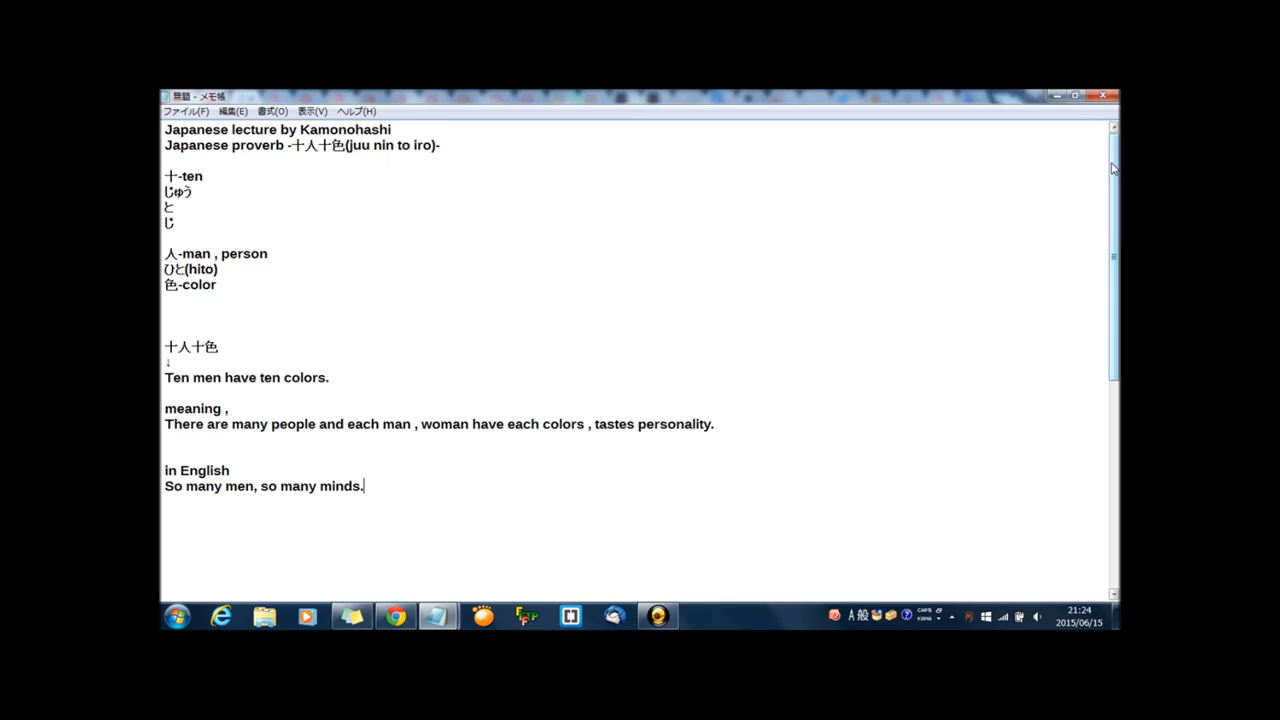 無題 - メモ帳
ファイル(F) 編集(E) 書式(O) 表示(V) ヘルプ(H)
Japanese lecture by Kamonohashi
Japanese proverb -十人十色(juu nin to iro)-
十-ten
じゅう
と
じ
人-man , person
ひと(hito)
色-color
十人十色
↓
Ten men have ten colors.
meaning ,
There are many people and each man , woman have each colors , tastes personality.
in English
So many men, so many minds.
A 般 CAPS KANA
21:24
2015/06/15